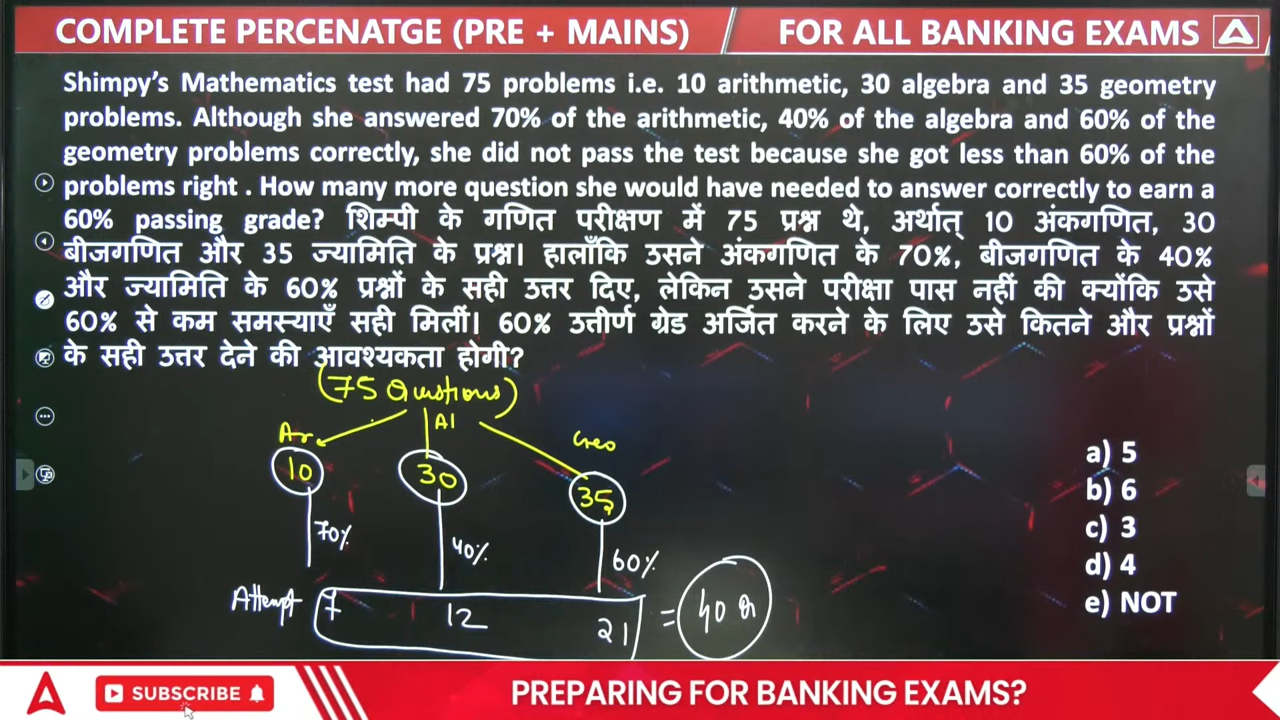 COMPLETE PERCENATGE (PRE + MAINS)
FOR ALL BANKING EXAMS
Shimpy's Mathematics test had 75 problems i.e. 10 arithmetic, 30 algebra and 35 geometry
problems. Although she answered 70% of the arithmetic, 40% of the algebra and 60% of the
geometry problems correctly, she did not pass the test because she got less than 60% of the
problems right . How many more question she would have needed to answer correctly to earn a
60% passing grade? शिम्पी के गणित परीक्षण में 75 प्रश्न थे, अर्थात् 10 अंकगणित, 30
बीजगणित और 35 ज्यामिति के प्रश्न। हालाँकि उसने अंकगणित के 70%, बीजगणित के 40%
और ज्यामिति के 60% प्रश्नों के सही उत्तर दिए, लेकिन उसने परीक्षा पास नहीं की क्योंकि उसे
60% से कम समस्याएँ सही मिलीं। 60% उत्तीर्ण ग्रेड अर्जित करने के लिए उसे कितने और प्रश्नों
के सही उत्तर देने की आवश्यकता होगी?
(75 Questions)
Ar Al Geo
10 30 35
70% 40% 60%
Attempt 7 12 21 = 40 Q
a) 5
b) 6
c) 3
d) 4
e) NOT
SUBSCRIBE
PREPARING FOR BANKING EXAMS?